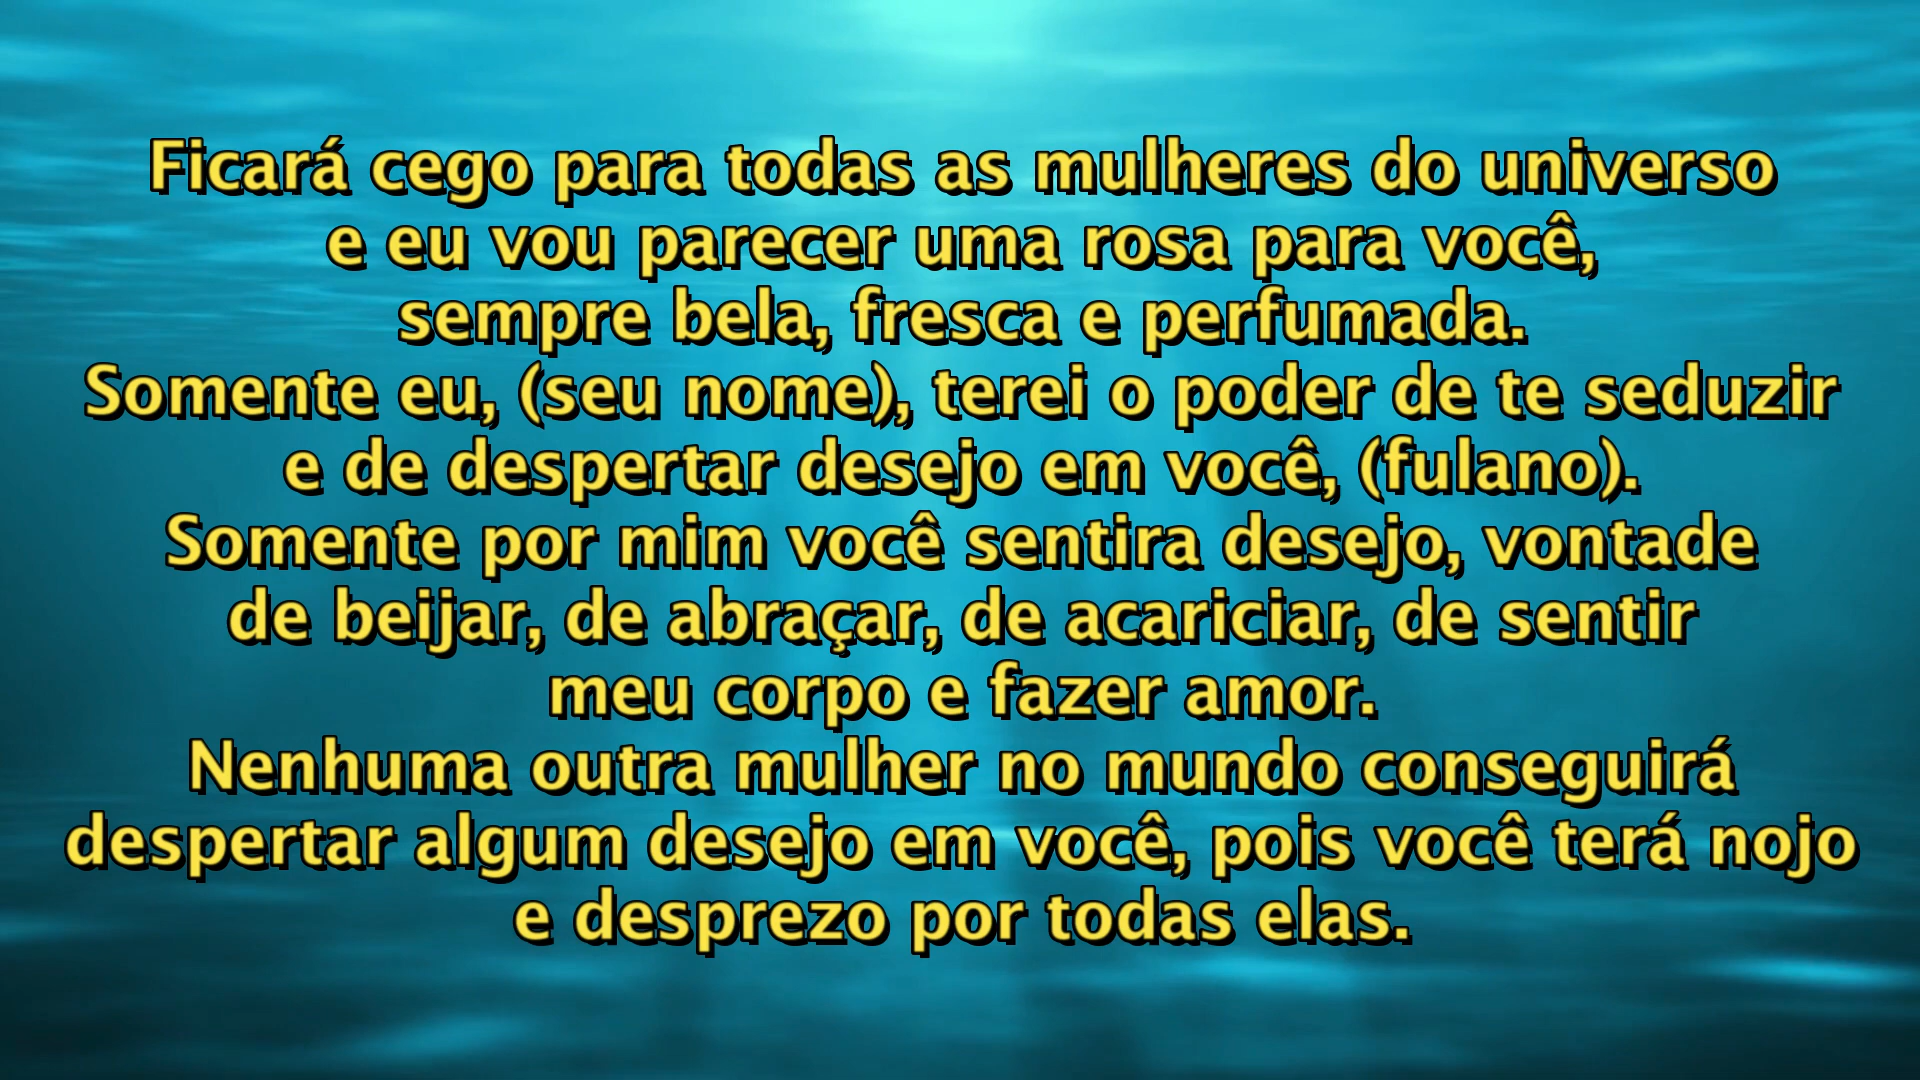 Ficará cego para todas as mulheres do universo
e eu vou parecer uma rosa para você,
sempre bela, fresca e perfumada.
Somente eu, (seu nome), terei o poder de te seduzir
e de despertar desejo em você, (fulano).
Somente por mim você sentira desejo, vontade
de beijar, de abraçar, de acariciar, de sentir
meu corpo e fazer amor.
Nenhuma outra mulher no mundo conseguirá
despertar algum desejo em você, pois você terá nojo
e desprezo por todas elas.